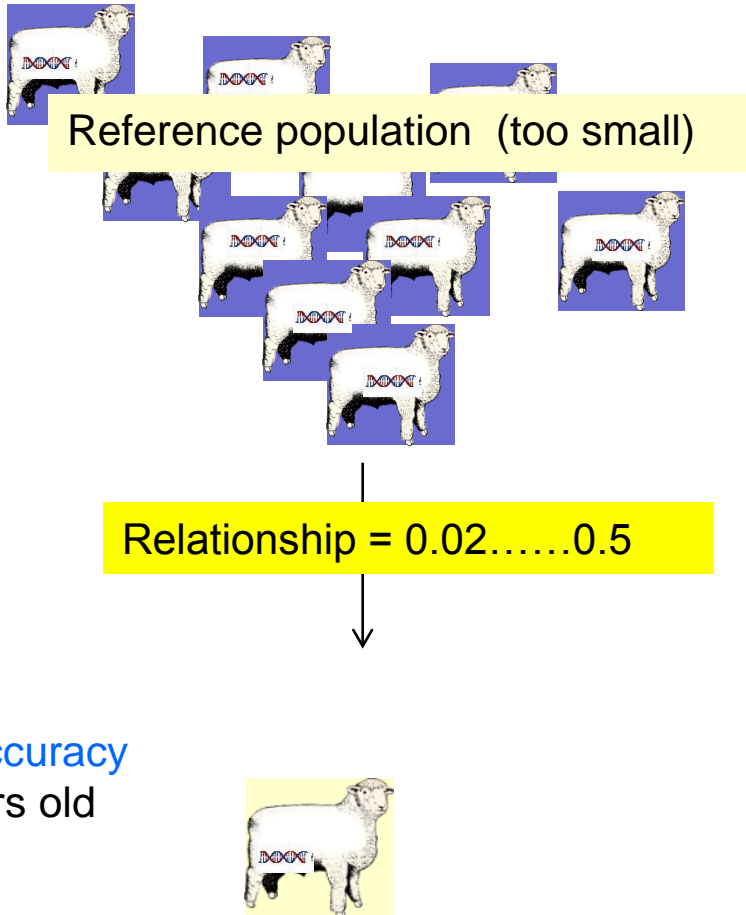 Reference population (too small)
Relationship = 0.02......0.5
ccuracy
rs old